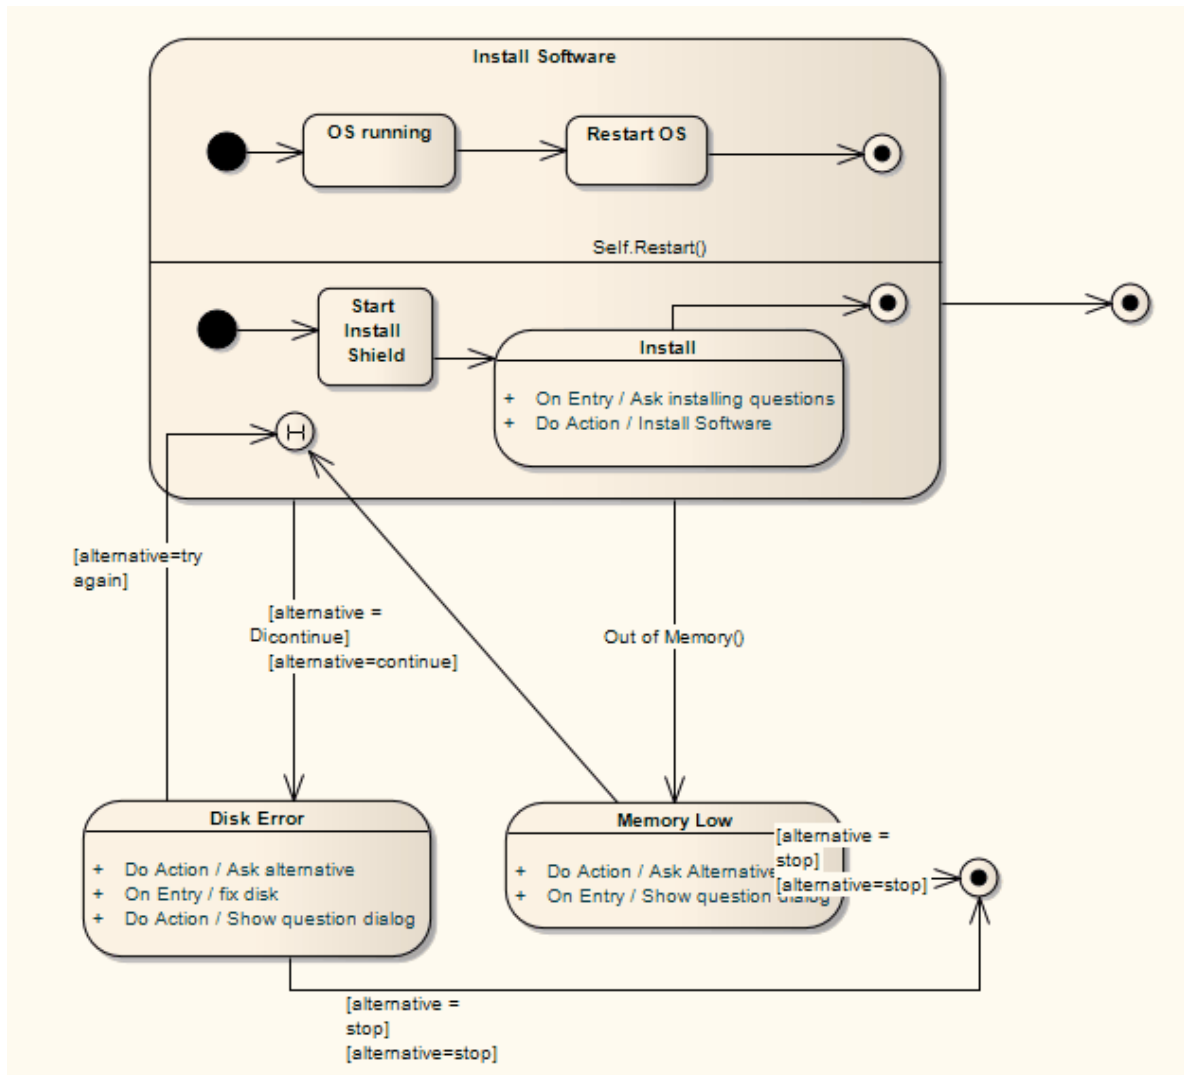 Install Software
OS running
Restart OS
Self.Restart()
Start
Install
Shield
Install
+ On Entry / Ask installing questions
+ Do Action / Install Software
H
[alternative=try
again]
[alternative =
Dicontinue]
[alternative=continue]
Out of Memory()
Disk Error
+ Do Action / Ask alternative
+ On Entry / fix disk
+ Do Action / Show question dialog
Memory Low
+ Do Action / Ask Alternative
+ On Entry / Show question dialog
[alternative =
stop]
[alternative=stop]
[alternative =
stop]
[alternative=stop]